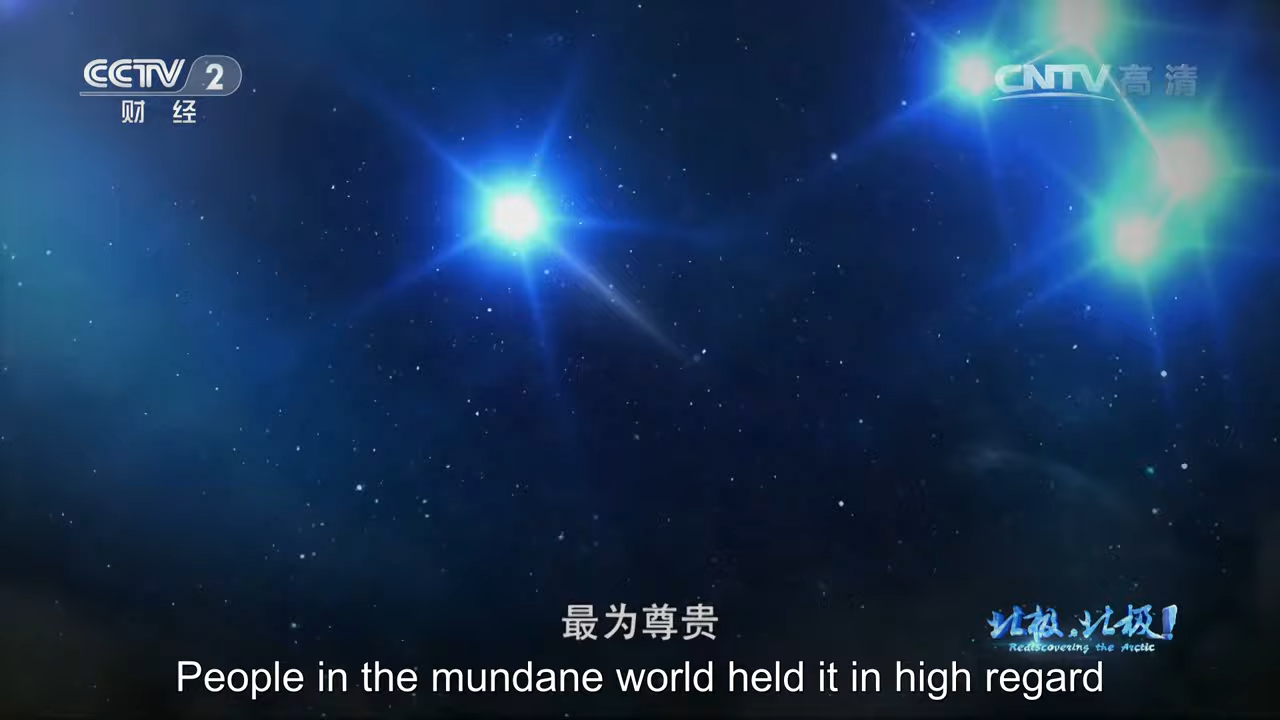 CCTV 2
财 经
CNTV 高清
最为尊贵
北极，北极！
Rediscovering the Arctic
People in the mundane world held it in high regard